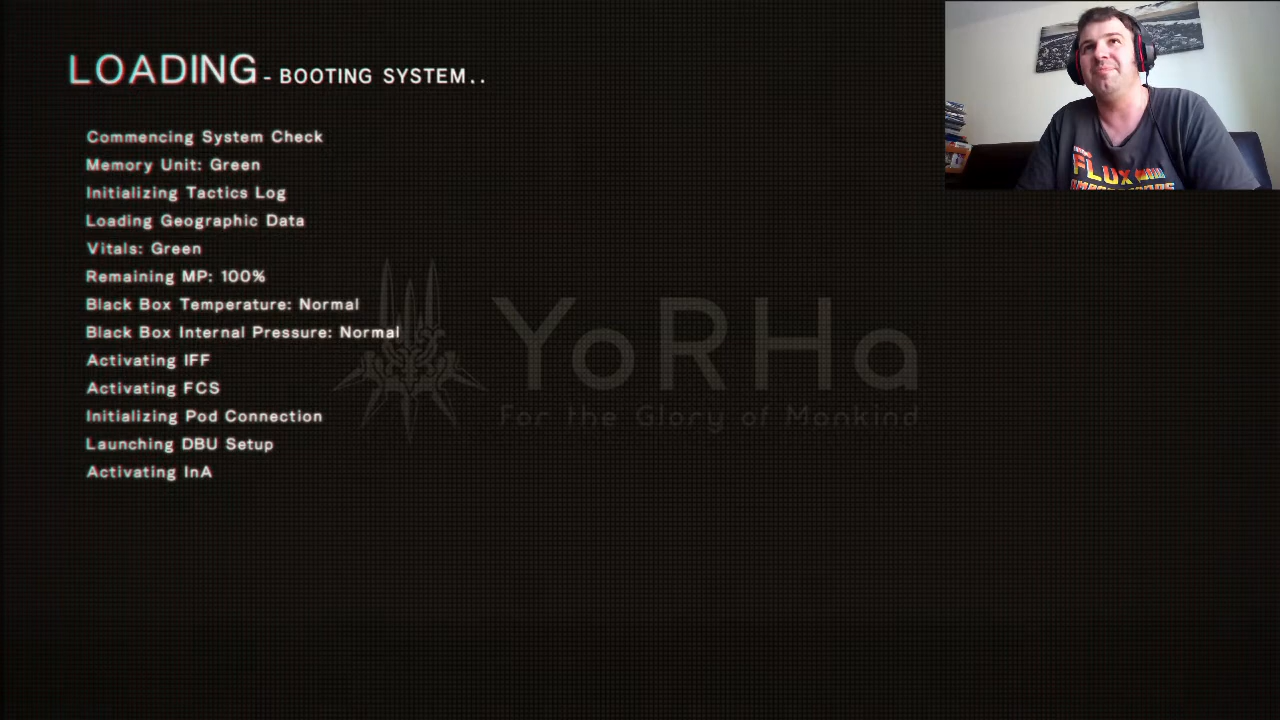 LOADING - BOOTING SYSTEM..
Commencing System Check
Memory Unit: Green
Initializing Tactics Log
Loading Geographic Data
Vitals: Green
Remaining MP: 100%
Black Box Temperature: Normal
Black Box Internal Pressure: Normal
Activating IFF
Activating FCS
Initializing Pod Connection
Launching DBU Setup
Activating InA
YoRHa
For the Glory of Mankind
FLUX